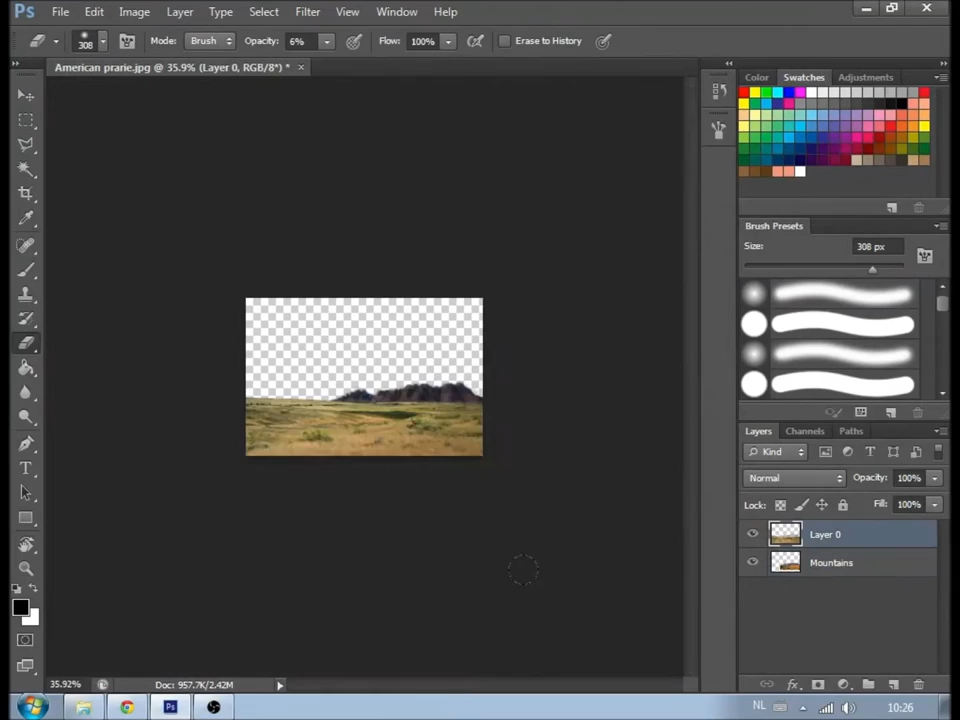 Ps File Edit Image Layer Type Select Filter View Window Help
308 Mode: Brush Opacity: 6% Flow: 100% Erase to History
American prarie.jpg @ 35.9% (Layer 0, RGB/8*) * ×
Color Swatches Adjustments
Brush Presets
Size: 308 px
Layers Channels Paths
Kind
Normal Opacity: 100%
Lock: Fill: 100%
Layer 0
Mountains
T
35.92% Doc: 957.7K/2.42M
Ps NL 10:26